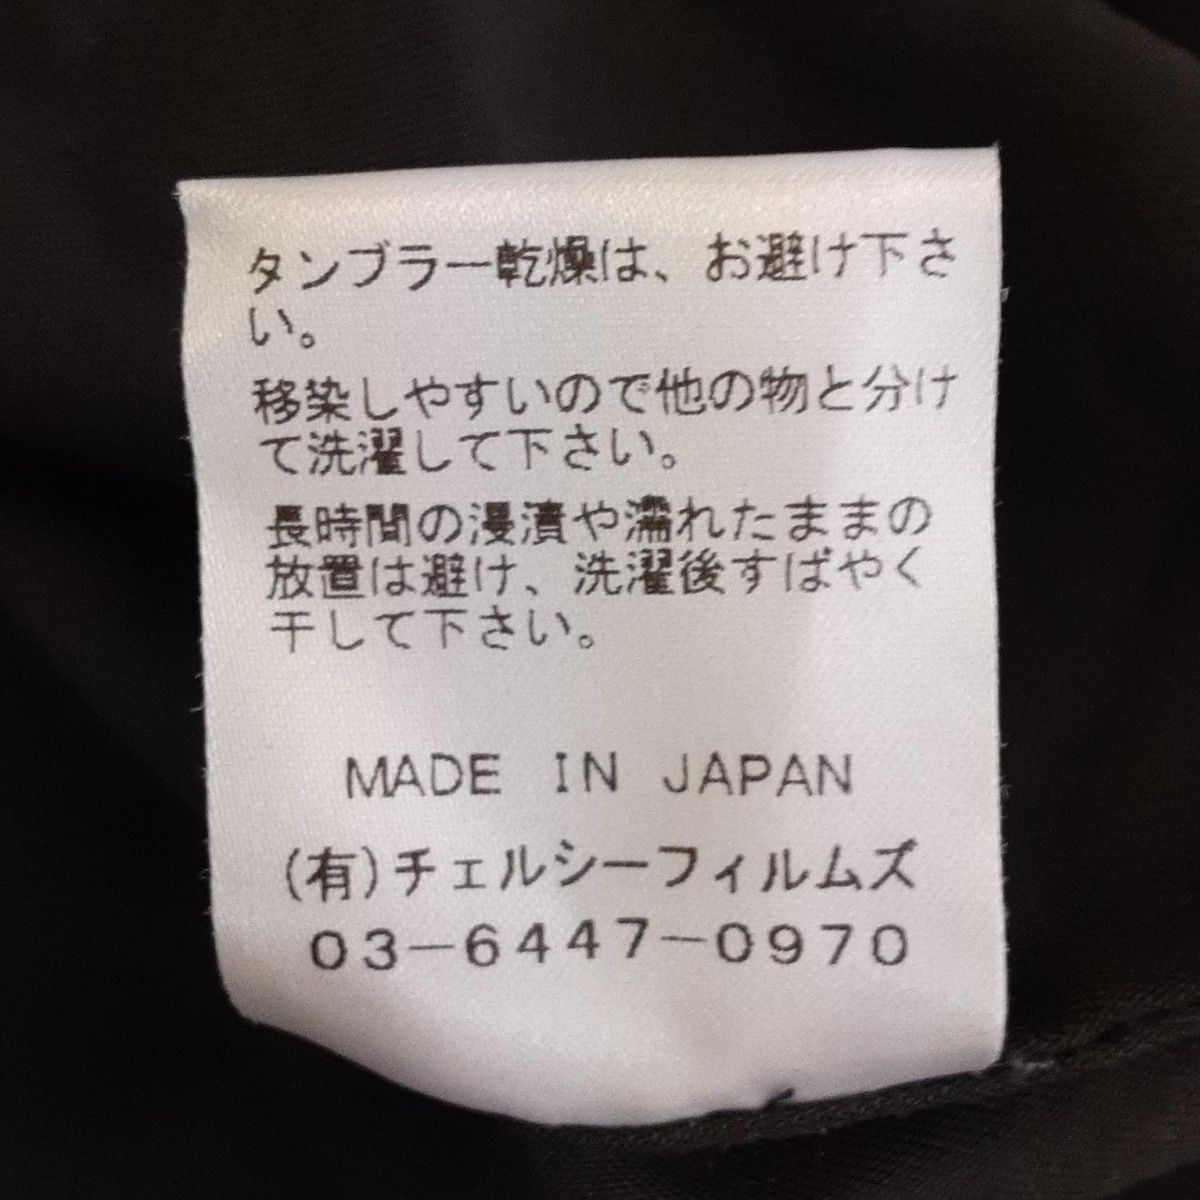 タンブラー乾燥は、お避け下さ
い。
移染しやすいので他の物と分け
て洗濯して下さい。
長時間の浸漬や濡れたままの
放置は避け、洗濯後すばやく
干して下さい。
MADE IN JAPAN
(有)チェルシーフィルムズ
03-6447-0970